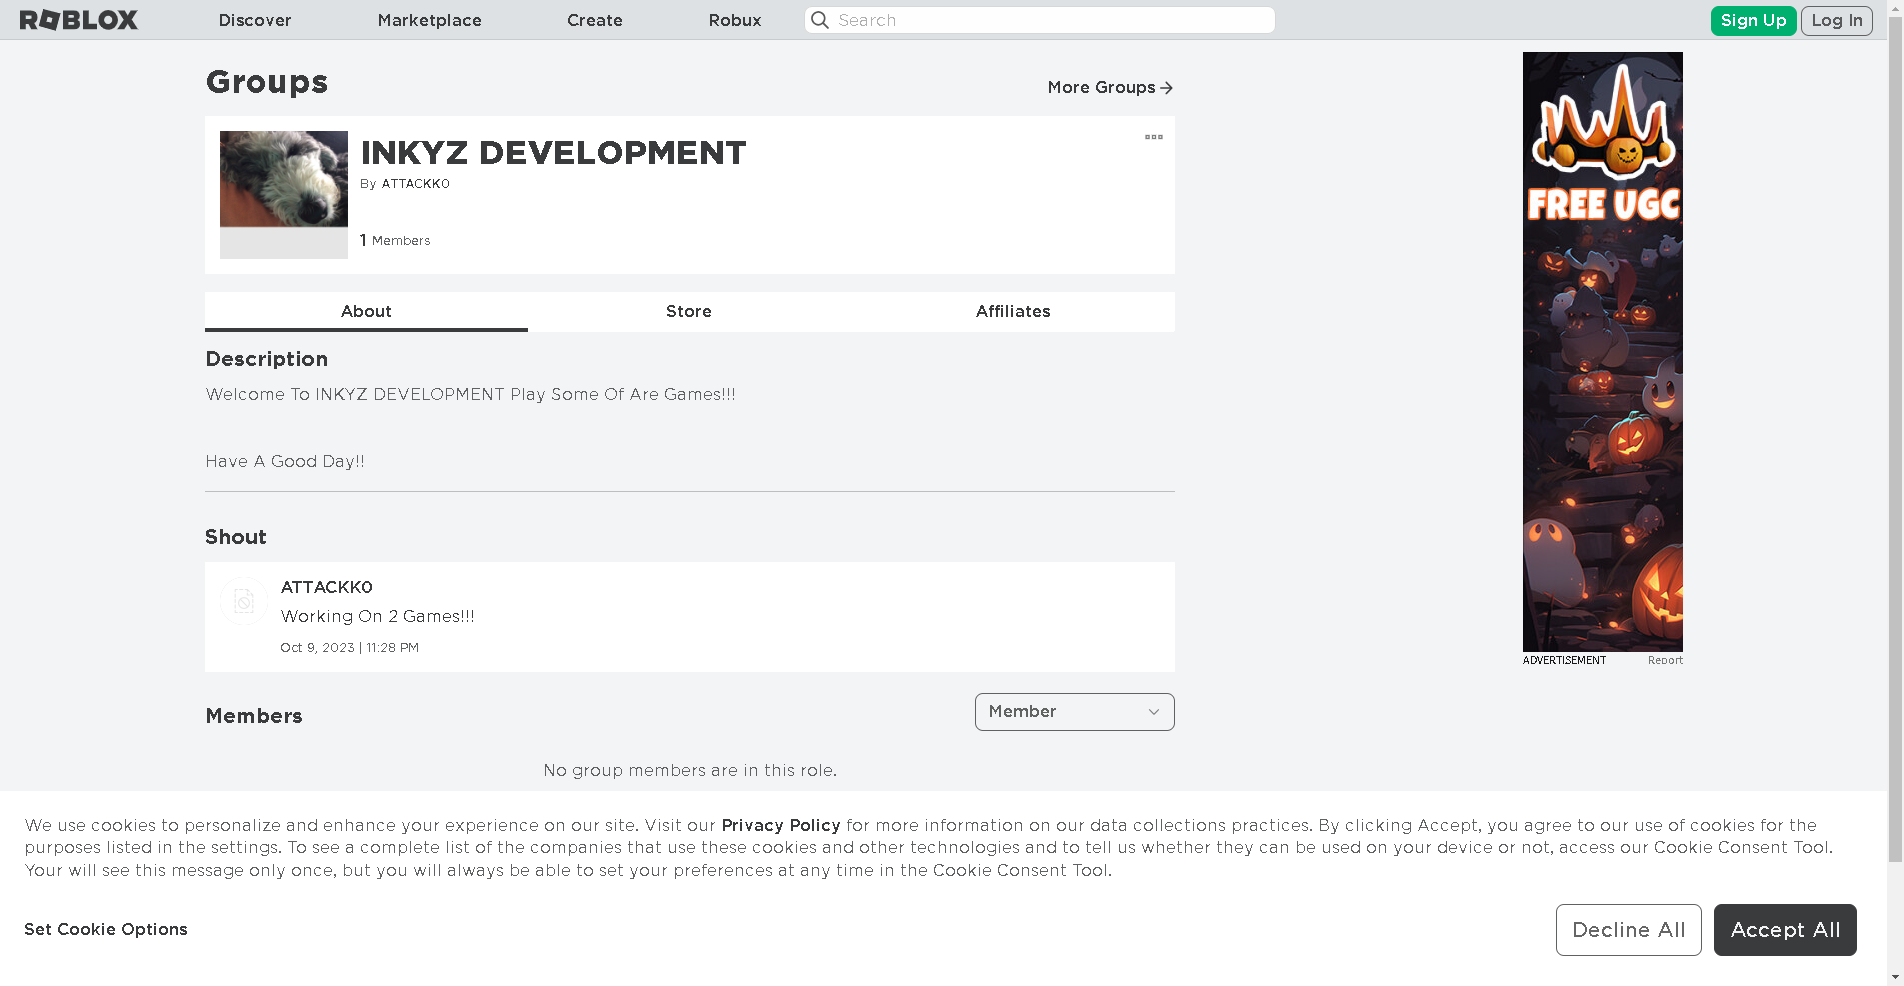 ROBLOX Discover Marketplace Create Robux Search Sign Up Log In
Groups
More Groups
INKYZ DEVELOPMENT
By ATTACKK0
1 Members
About Store Affiliates
Description
Welcome To INKYZ DEVELOPMENT Play Some Of Are Games!!!
Have A Good Day!!
Shout
ATTACKK0
Working On 2 Games!!!
Oct 9, 2023 | 11:28 PM
Members
Member
No group members are in this role.
FREE UGC
ADVERTISEMENT Report
We use cookies to personalize and enhance your experience on our site. Visit our Privacy Policy for more information on our data collections practices. By clicking Accept, you agree to our use of cookies for the
purposes listed in the settings. To see a complete list of the companies that use these cookies and other technologies and to tell us whether they can be used on your device or not, access our Cookie Consent Tool.
Your will see this message only once, but you will always be able to set your preferences at any time in the Cookie Consent Tool.
Set Cookie Options
Decline All
Accept All